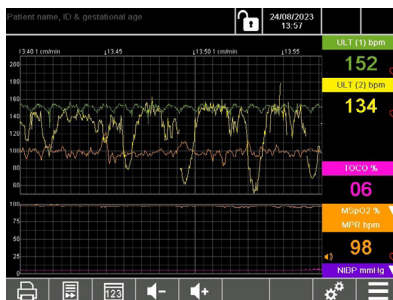 Patient name, ID & gestational age
24/08/2023
13:57
13:40 1 cm/min
13:45
13:50 1 cm/min
13:55
ULT (1) bpm
152
ULT (2) bpm
134
TOCO %
06
MSpO2 %
MPR bpm
98
NIBP mmHg
200
180
160
140
120
100
80
60
100
75
50
25
0
123